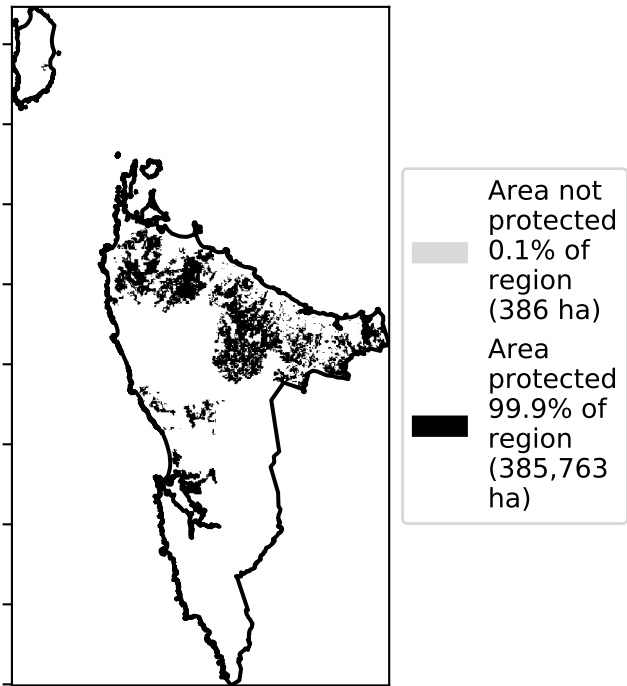 Area not
protected
0.1% of
region
(386 ha)
Area
protected
99.9% of
region
(385,763
ha)